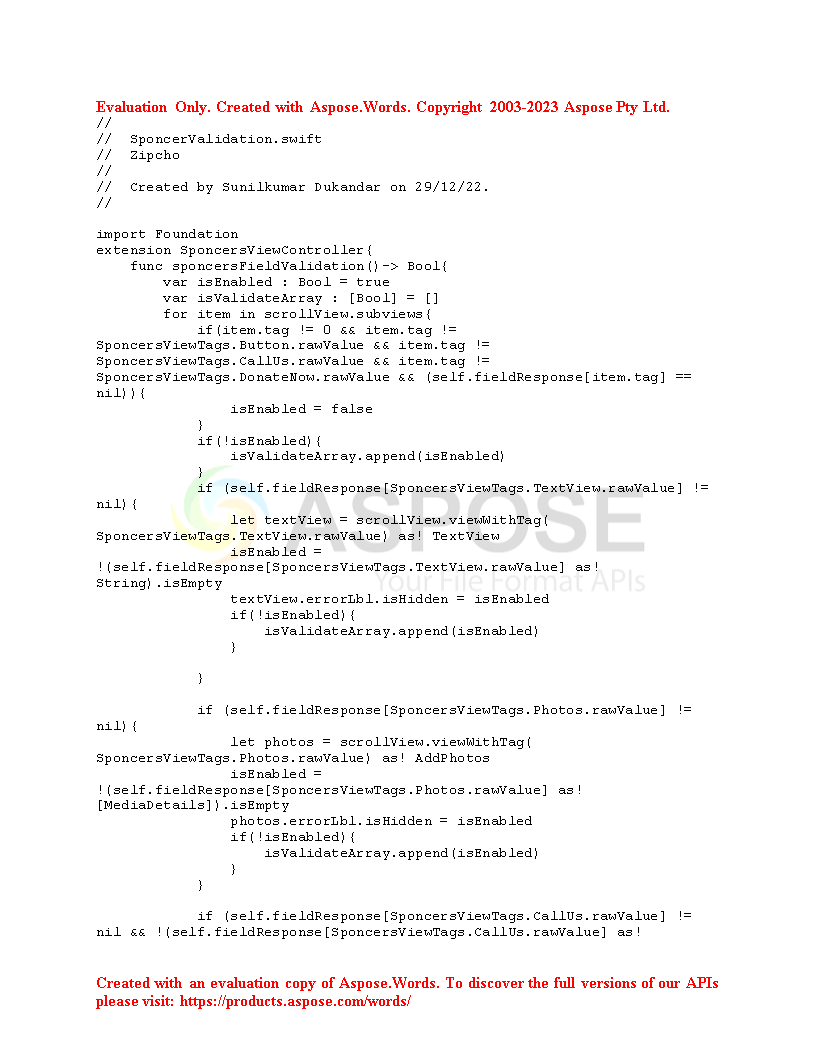 Evaluation Only. Created with Aspose.Words. Copyright 2003-2023 Aspose Pty Ltd.
//
//  SponcerValidation.swift
//  Zipcho
//
//  Created by Sunilkumar Dukandar on 29/12/22.
//

import Foundation
extension SponcersViewController{
    func sponcersFieldValidation()-> Bool{
        var isEnabled : Bool = true
        var isValidateArray : [Bool] = []
        for item in scrollView.subviews{
            if(item.tag != 0 && item.tag !=
SponcersViewTags.Button.rawValue && item.tag !=
SponcersViewTags.CallUs.rawValue && item.tag !=
SponcersViewTags.DonateNow.rawValue && (self.fieldResponse[item.tag] ==
nil)){
                isEnabled = false
            }
            if(!isEnabled){
                isValidateArray.append(isEnabled)
            }
            if (self.fieldResponse[SponcersViewTags.TextView.rawValue] !=
nil){
                let textView = scrollView.viewWithTag(
SponcersViewTags.TextView.rawValue) as! TextView
                isEnabled =
!(self.fieldResponse[SponcersViewTags.TextView.rawValue] as!
String).isEmpty
                textView.errorLbl.isHidden = isEnabled
                if(!isEnabled){
                    isValidateArray.append(isEnabled)
                }

            }

            if (self.fieldResponse[SponcersViewTags.Photos.rawValue] !=
nil){
                let photos = scrollView.viewWithTag(
SponcersViewTags.Photos.rawValue) as! AddPhotos
                isEnabled =
!(self.fieldResponse[SponcersViewTags.Photos.rawValue] as!
[MediaDetails]).isEmpty
                photos.errorLbl.isHidden = isEnabled
                if(!isEnabled){
                    isValidateArray.append(isEnabled)
                }
            }

            if (self.fieldResponse[SponcersViewTags.CallUs.rawValue] !=
nil && !(self.fieldResponse[SponcersViewTags.CallUs.rawValue] as!
ASPOSE
Your File Format APIs
Created with an evaluation copy of Aspose.Words. To discover the full versions of our APIs
please visit: https://products.aspose.com/words/